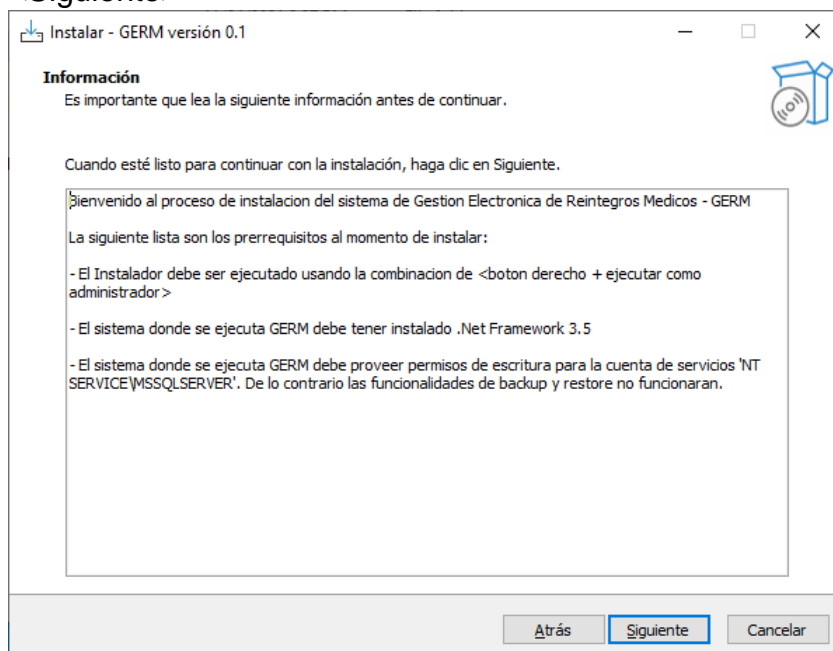 Siguiente
Instalar - GERM versión 0.1
Información
Es importante que lea la siguiente información antes de continuar.
Cuando esté listo para continuar con la instalación, haga clic en Siguiente.
Bienvenido al proceso de instalacion del sistema de Gestion Electronica de Reintegros Medicos - GERM
La siguiente lista son los prerrequisitos al momento de instalar:
- El Instalador debe ser ejecutado usando la combinacion de <boton derecho + ejecutar como
administrador>
- El sistema donde se ejecuta GERM debe tener instalado .Net Framework 3.5
- El sistema donde se ejecuta GERM debe proveer permisos de escritura para la cuenta de servicios 'NT
SERVICE\MSSQLSERVER'. De lo contrario las funcionalidades de backup y restore no funcionaran.
Atrás
Siguiente
Cancelar